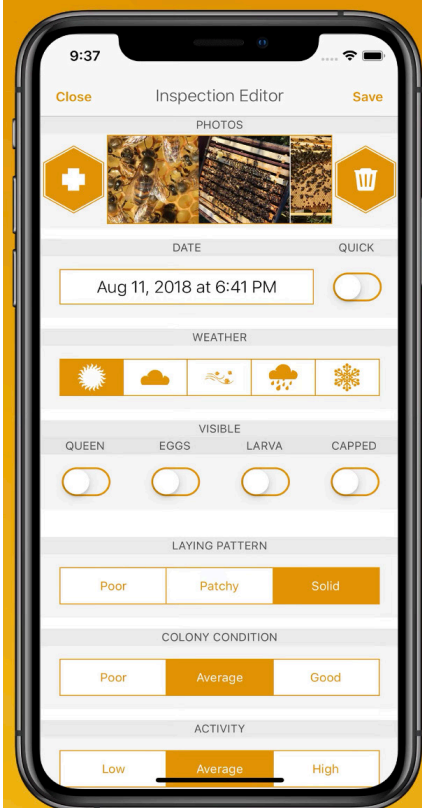 9:37
Close Inspection Editor Save
PHOTOS
DATE QUICK
Aug 11, 2018 at 6:41 PM
WEATHER
VISIBLE
QUEEN EGGS LARVA CAPPED
LAYING PATTERN
Poor Patchy Solid
COLONY CONDITION
Poor Average Good
ACTIVITY
Low Average High